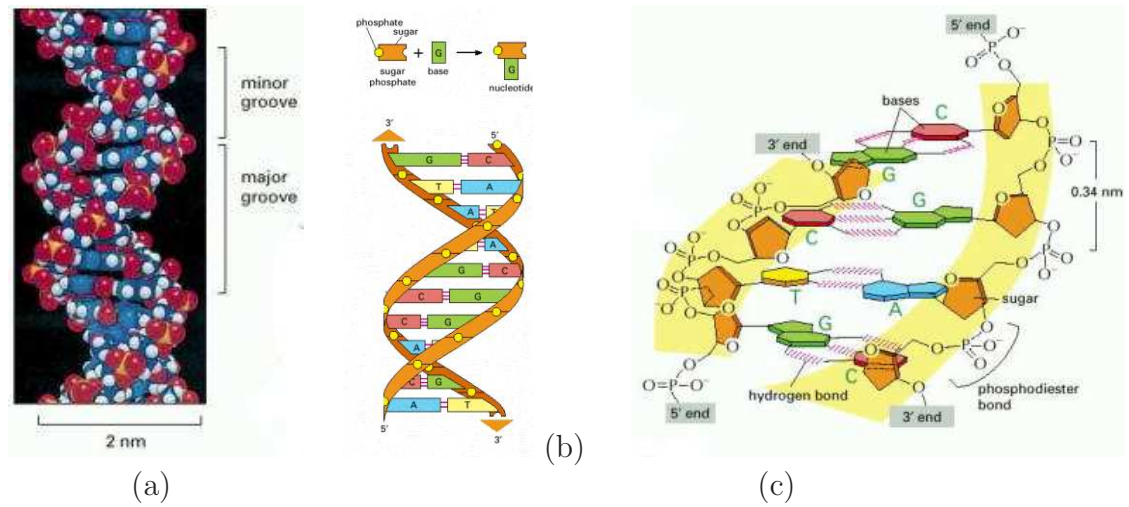 minor
groove
major
groove
2 nm
(a)
phosphate
sugar
+
G
sugar
phosphate
base
G
nucleotide
3′
5′
G
C
T
A
A
T
A
G
C
C
G
C
G
A
C
G
A
T
5′
3′
(b)
5′ end
O
P
O⁻
O
O
bases
C
3′ end
O
G
O
G
C
0.34 nm
T
A
sugar
G
C
hydrogen bond
phosphodiester
bond
O=P–O⁻
5′ end
3′ end
(c)